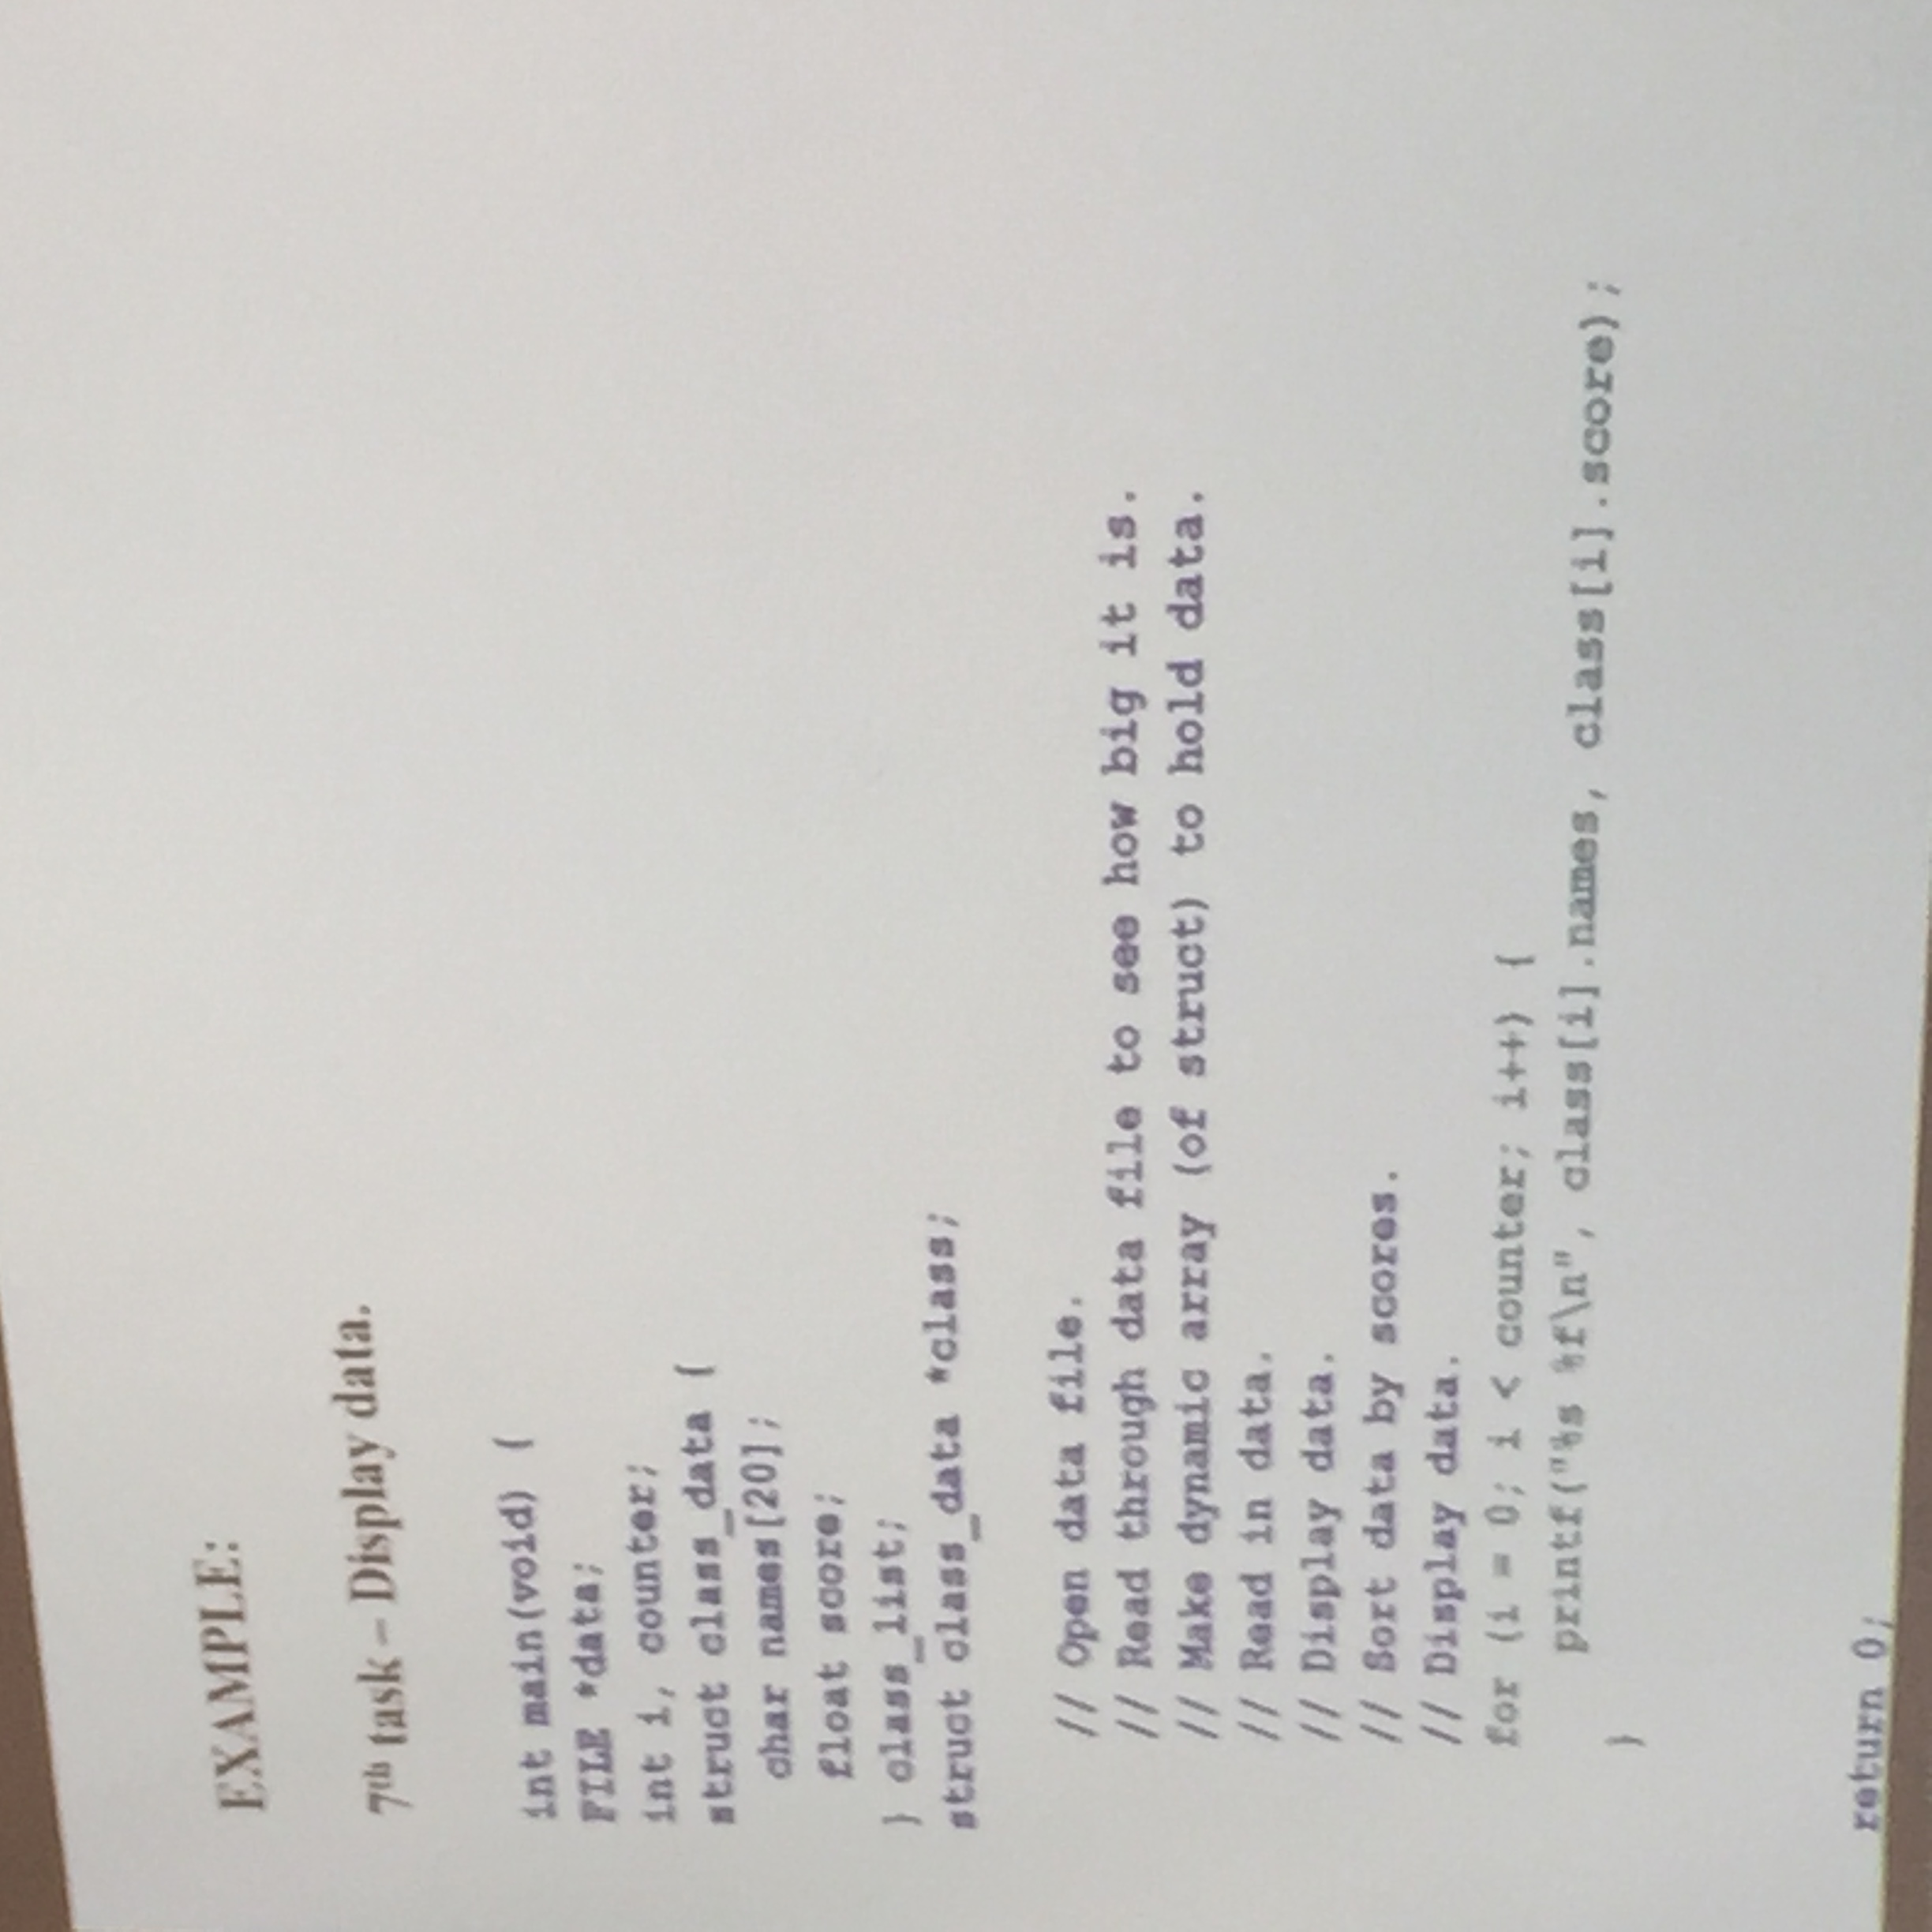 EXAMPLE:
7th task – Display data.
int main(void) {
FILE *data;
int i, counter;
struct class_data {
char names[20];
float score;
} class_list;
struct class_data *class;
// Open data file.
// Read through data file to see how big it is.
// Make dynamic array (of struct) to hold data.
// Read in data.
// Display data.
// Sort data by scores.
// Display data.
for (i = 0; i < counter; i++) {
printf("%s %f\n", class[i].names, class[i].score);
}
return 0;